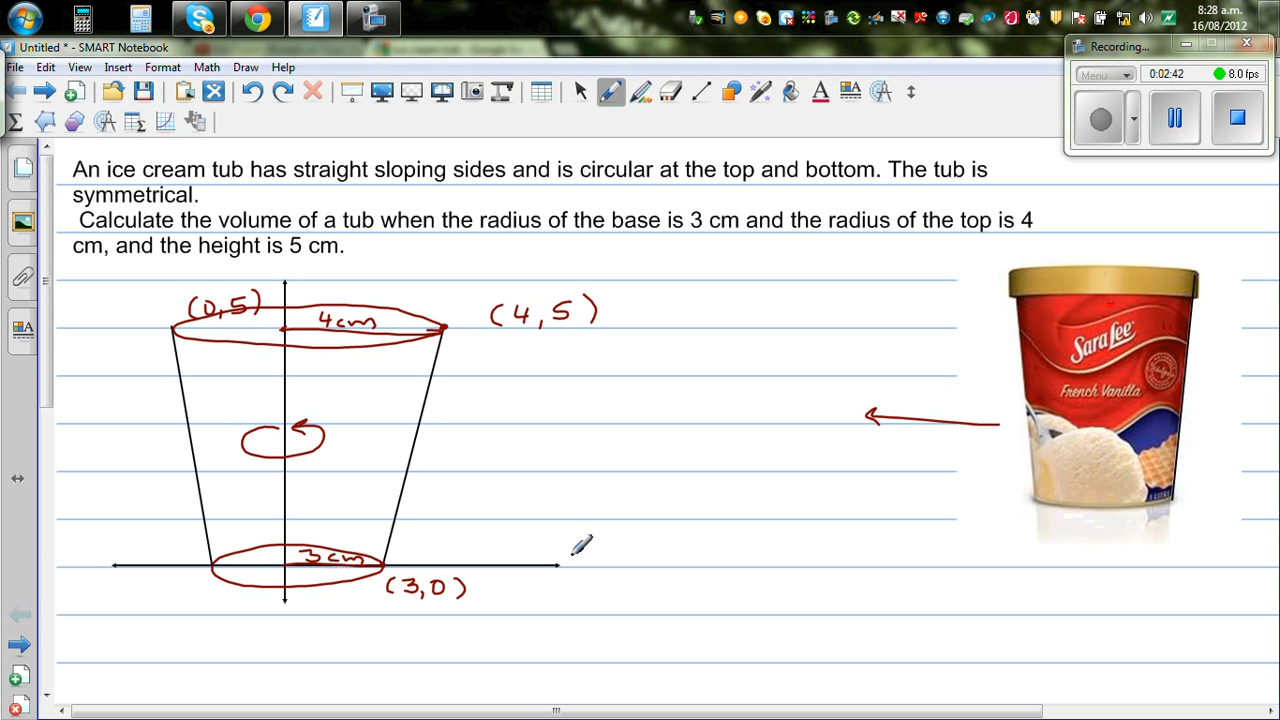 8:28 a.m.
16/08/2012
Untitled * - SMART Notebook
Recording...
File Edit View Insert Format Math Draw Help
Menu 0:02:42 8.0 fps
An ice cream tub has straight sloping sides and is circular at the top and bottom. The tub is
symmetrical.
Calculate the volume of a tub when the radius of the base is 3 cm and the radius of the top is 4
cm, and the height is 5 cm.
(0,5)
4cm
(4,5)
3cm
(3,0)
Sara Lee
French Vanilla